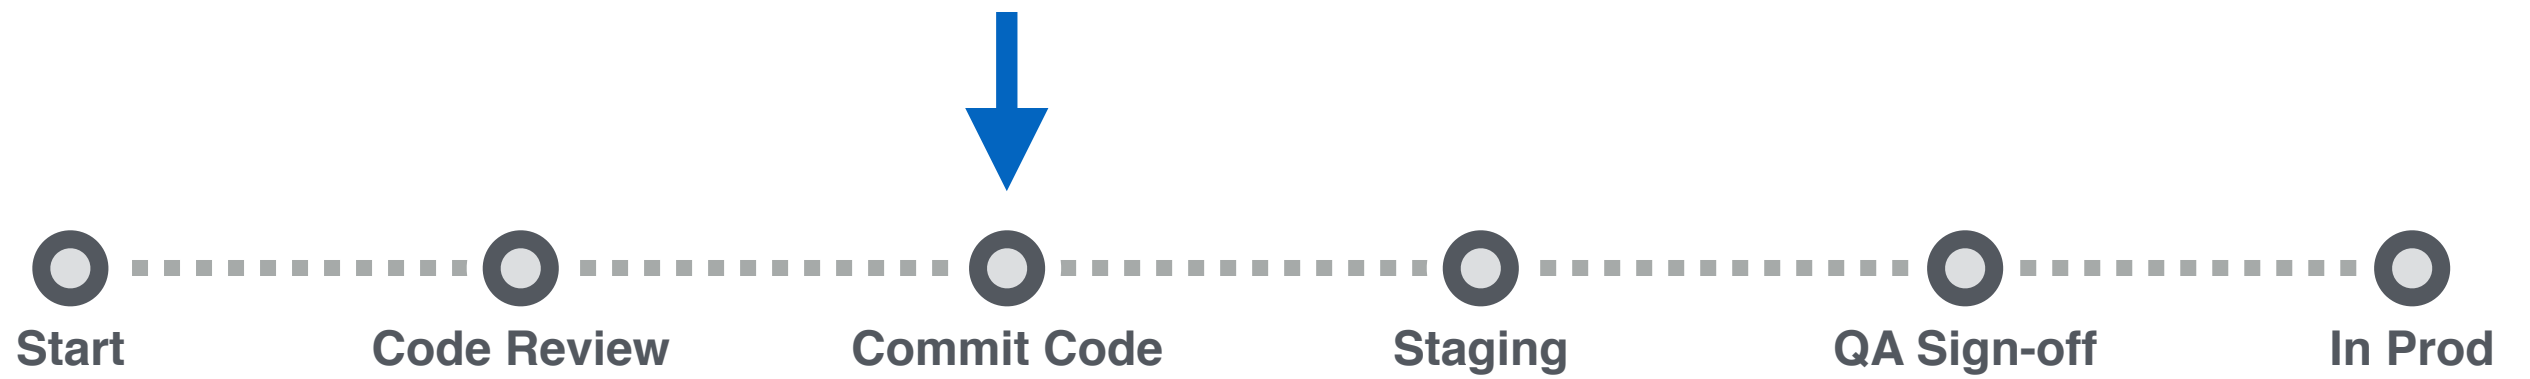 Start
Code Review
Commit Code
Staging
QA Sign-off
In Prod